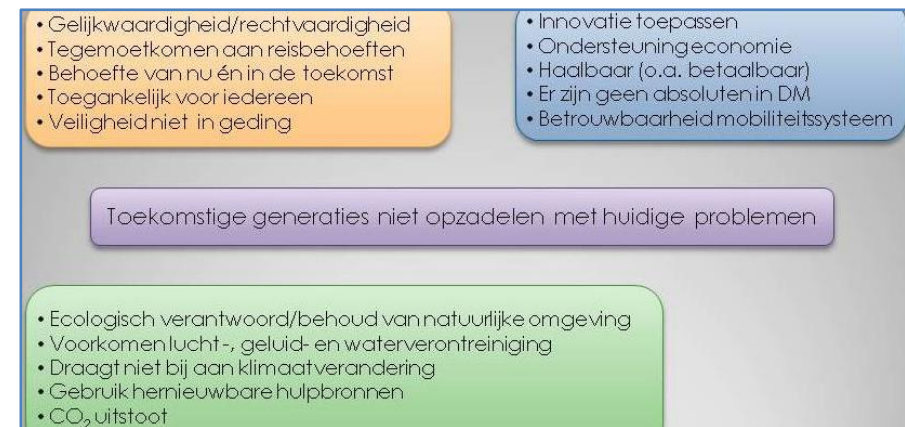 • Gelijkwaardigheid/rechtvaardigheid
• Tegemoetkomen aan reisbehoeften
• Behoefte van nu én in de toekomst
• Toegankelijk voor iedereen
• Veiligheid niet in geding
• Innovatie toepassen
• Ondersteuning economie
• Haalbaar (o.a. betaalbaar)
• Er zijn geen absoluten in DM
• Betrouwbaarheid mobiliteitssysteem
Toekomstige generaties niet opzadelen met huidige problemen
• Ecologisch verantwoord/behoud van natuurlijke omgeving
• Voorkomen lucht-, geluid- en waterverontreiniging
• Draagt niet bij aan klimaatverandering
• Gebruik hernieuwbare hulpbronnen
• CO₂ uitstoot